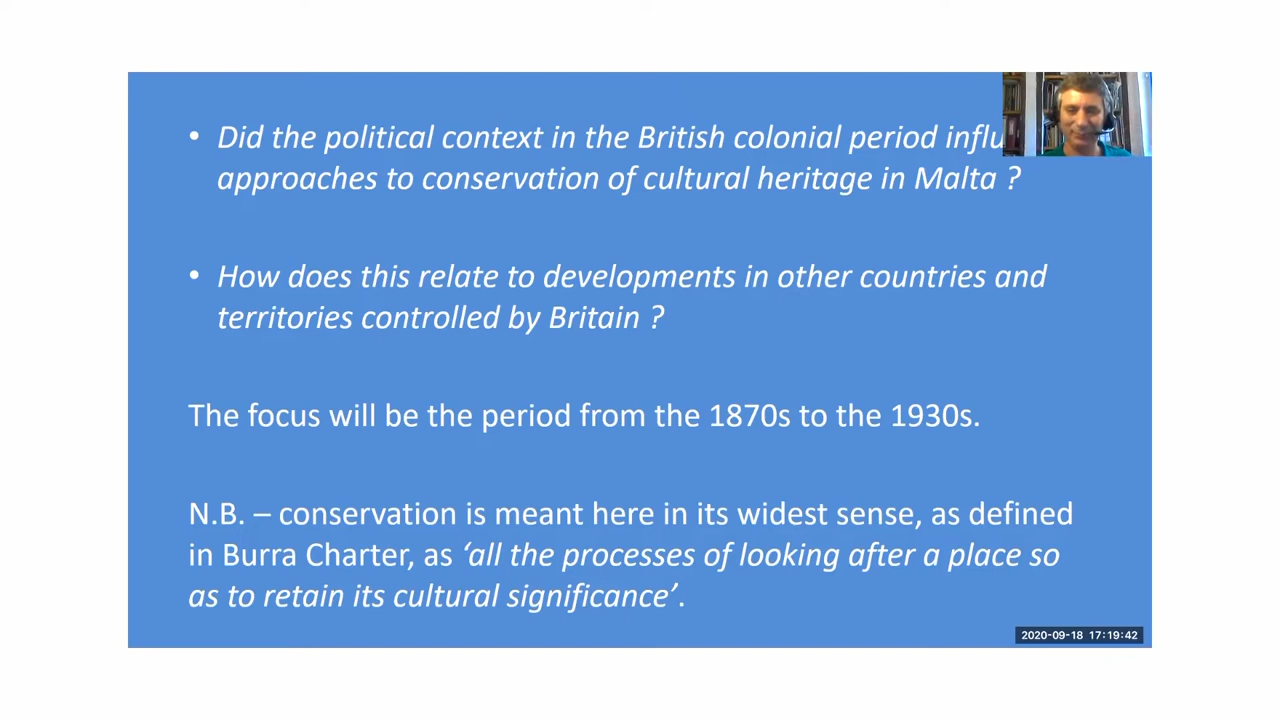 • Did the political context in the British colonial period
approaches to conservation of cultural heritage in Malta ?
• How does this relate to developments in other countries and
territories controlled by Britain ?
The focus will be the period from the 1870s to the 1930s.
N.B. – conservation is meant here in its widest sense, as defined
in Burra Charter, as ‘all the processes of looking after a place so
as to retain its cultural significance’.
2020-09-18 17:19:42